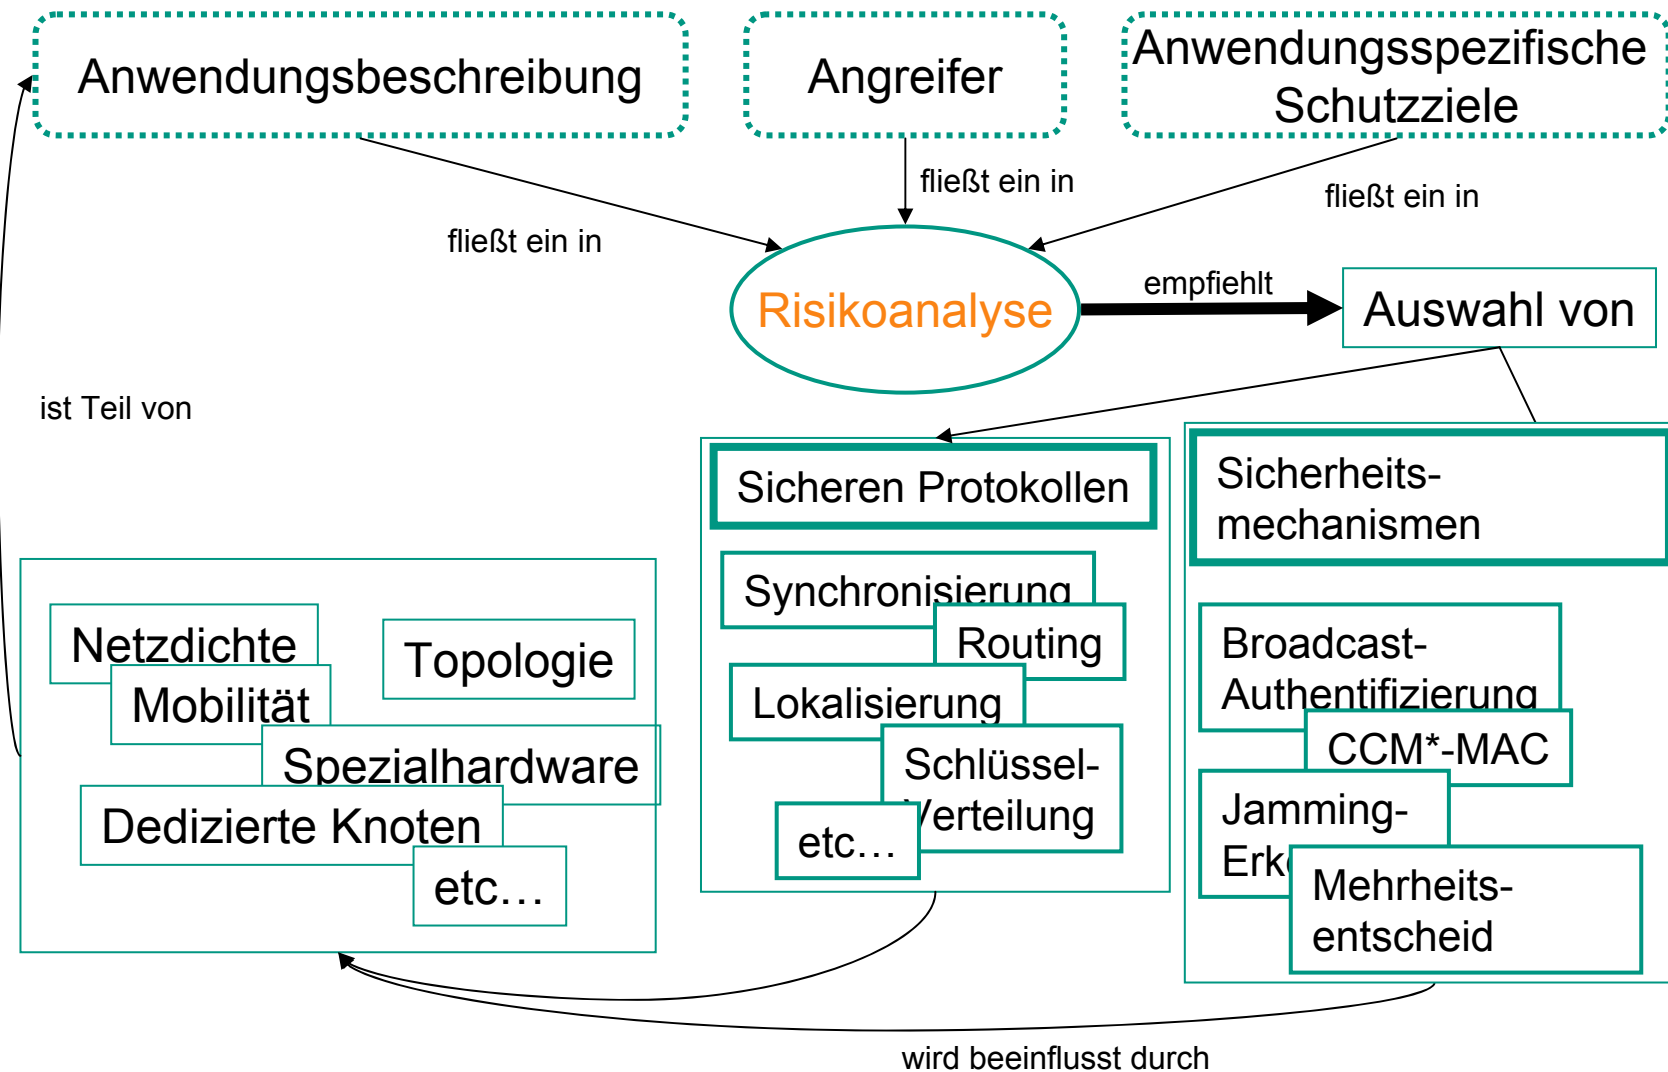 Anwendungsbeschreibung
Angreifer
Anwendungsspezifische
Schutzziele
fließt ein in
fließt ein in
fließt ein in
Risikoanalyse
empfiehlt
Auswahl von
ist Teil von
Sicheren Protokollen
Sicherheits-
mechanismen
Netzdichte
Topologie
Mobilität
Spezialhardware
Dedizierte Knoten
etc…
Synchronisierung
Routing
Lokalisierung
Schlüssel-
Verteilung
etc…
Broadcast-
Authentifizierung
CCM*-MAC
Jamming-
Mehrheits-
entscheid
wird beeinflusst durch